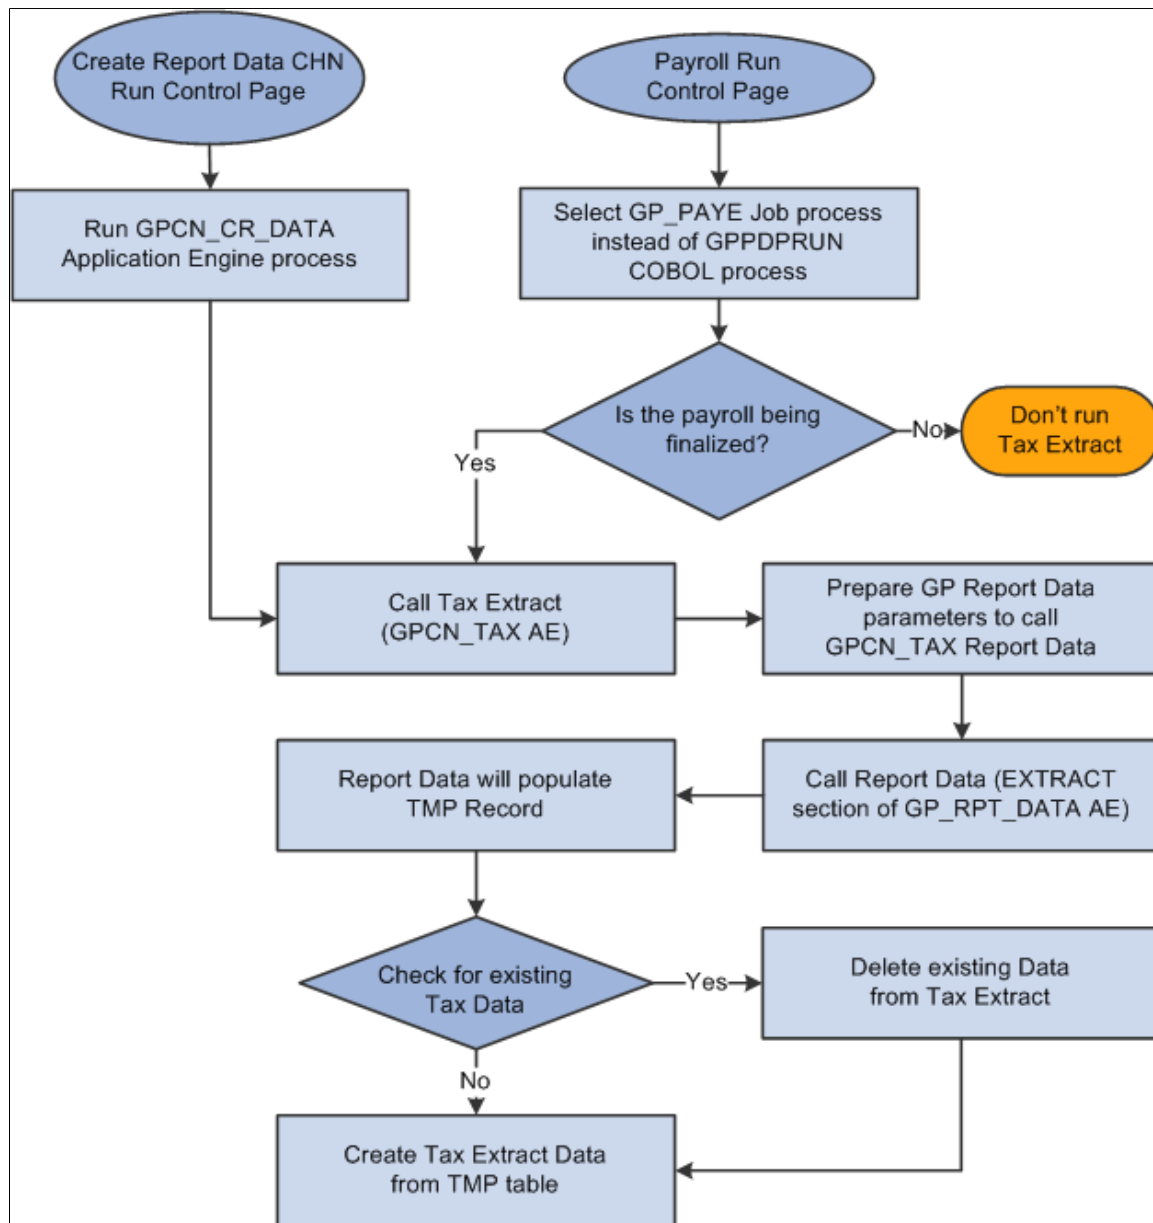 Create Report Data CHN
Run Control Page
Payroll Run
Control Page
Run GPCN_CR_DATA
Application Engine process
Select GP_PAYE Job process
instead of GPPDPRUN
COBOL process
Is the payroll being
finalized?
No
Don't run
Tax Extract
Yes
Call Tax Extract
(GPCN_TAX AE)
Prepare GP Report Data
parameters to call
GPCN_TAX Report Data
Report Data will populate
TMP Record
Call Report Data (EXTRACT
section of GP_RPT_DATA AE)
Check for existing
Tax Data
Yes
Delete existing Data
from Tax Extract
No
Create Tax Extract Data
from TMP table